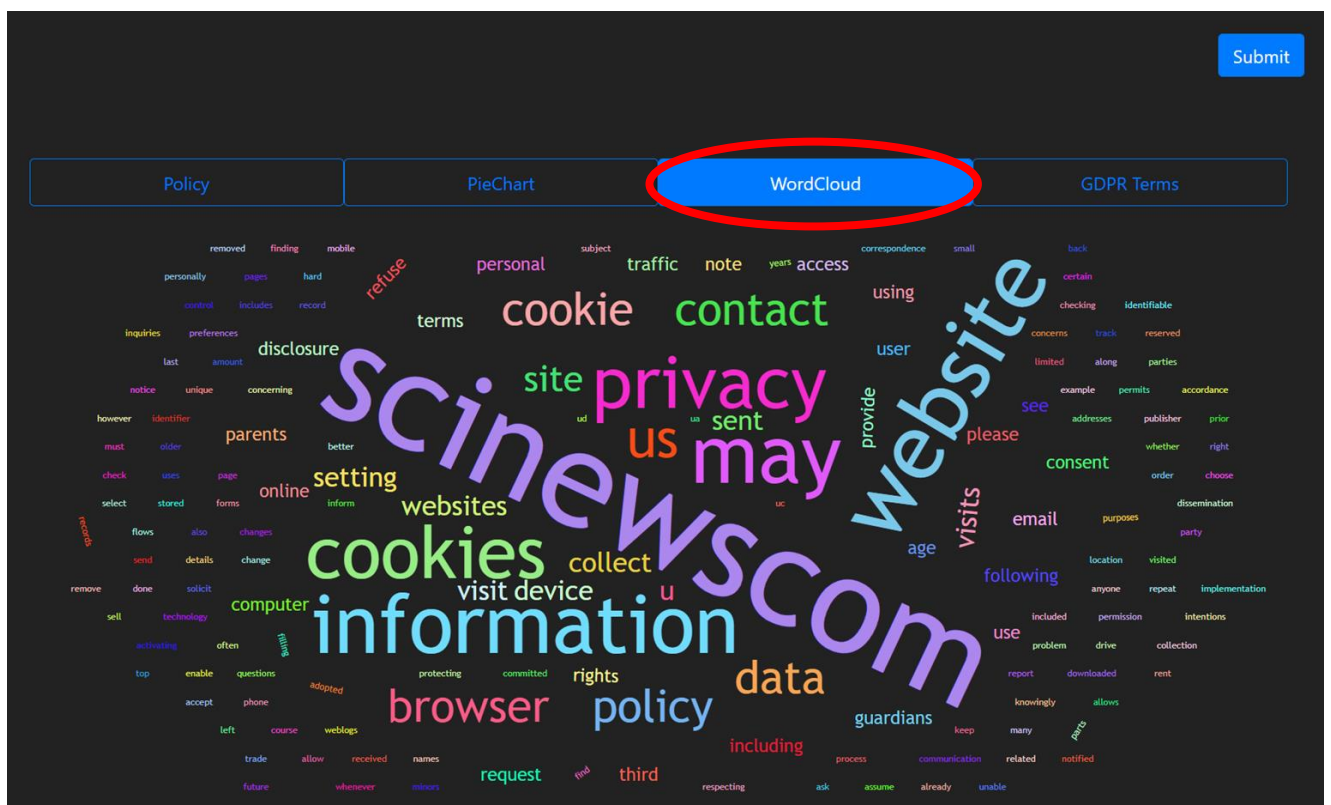 Submit
Policy PieChart WordCloud GDPR Terms
removed finding mobile subject correspondence small back
personally pages hard refuse personal traffic note years access certain
control includes record cookie contact using website checking identifiable
inquiries preferences terms concerns track reserved
last amount disclosure user limited along parties
notice unique concerning site privacy provide see example permits accordance
however identifier ud ua sent addresses publisher prior
must older parents better us may please whether right
check uses page online setting scinewscom consent order choose
select stored forms inform websites uc visits dissemination
records flows also changes email purposes party
send details change cookies collect age location visited
remove done solicit visit device u following anyone repeat implementation
sell technology computer information included permission intentions
activating often filling use problem drive collection
top enable questions protecting committed rights data report downloaded rent
adopted
accept phone browser policy knowingly allows
left course weblogs guardians keep many parts
including
trade allow received names process communication related notified
request find third
future whenever minors respecting ask assume already unable